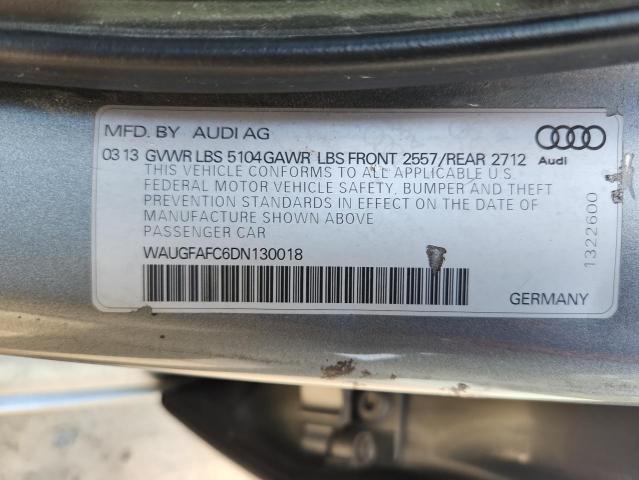 MFD. BY AUDI AG
03 13 GVWR LBS 5104 GAWR LBS FRONT 2557/REAR 2712
Audi
THIS VEHICLE CONFORMS TO ALL APPLICABLE U.S.
FEDERAL MOTOR VEHICLE SAFETY, BUMPER AND THEFT
PREVENTION STANDARDS IN EFFECT ON THE DATE OF
MANUFACTURE SHOWN ABOVE
PASSENGER CAR
WAUGFAFC6DN130018
GERMANY
1322600